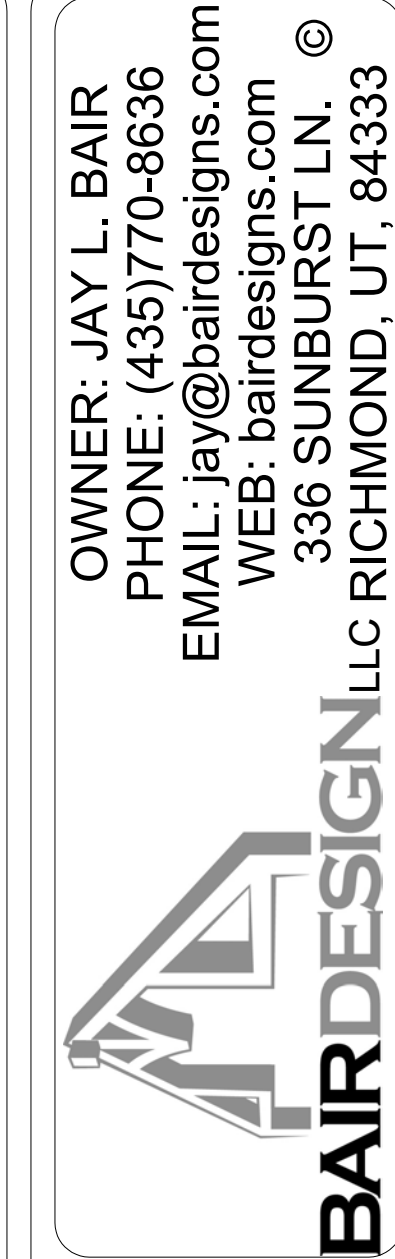 OWNER: JAY L. BAIR
PHONE: (435)770-8636
EMAIL: jay@bairdesigns.com
WEB: bairdesigns.com
336 SUNBURST LN. ©
BAIRDESIGN LLC RICHMOND, UT, 84333